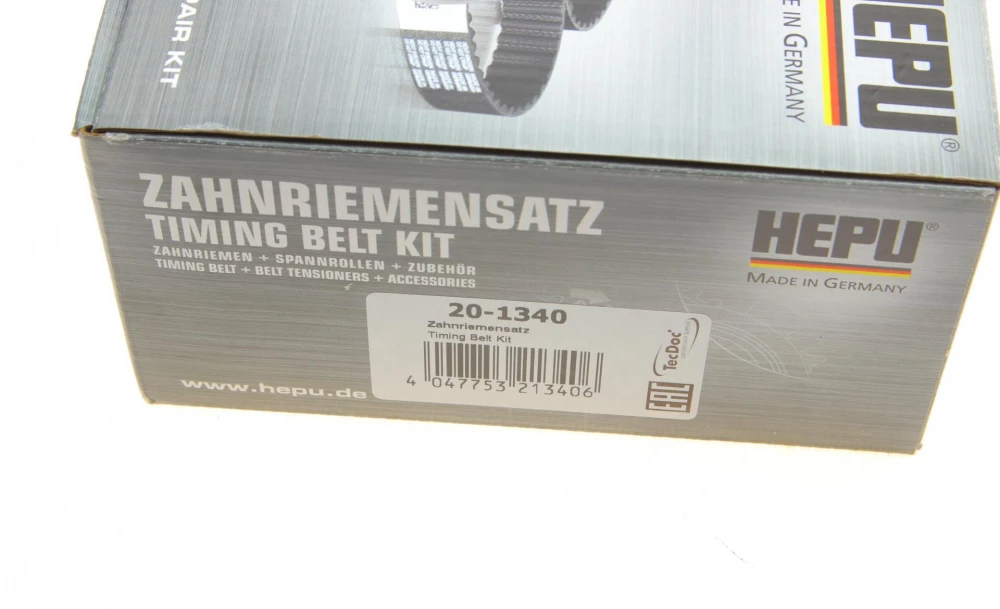 PAIR KIT
HEPU®
E IN GERMANY
ZAHNRIEMENSATZ
TIMING BELT KIT
ZAHNRIEMEN + SPANNROLLEN + ZUBEHÖR
TIMING BELT + BELT TENSIONERS + ACCESSORIES
HEPU®
MADE IN GERMANY
20-1340
Zahnriemensatz
Timing Belt Kit
4 047753 213406
TecDoc
EAC
www.hepu.de